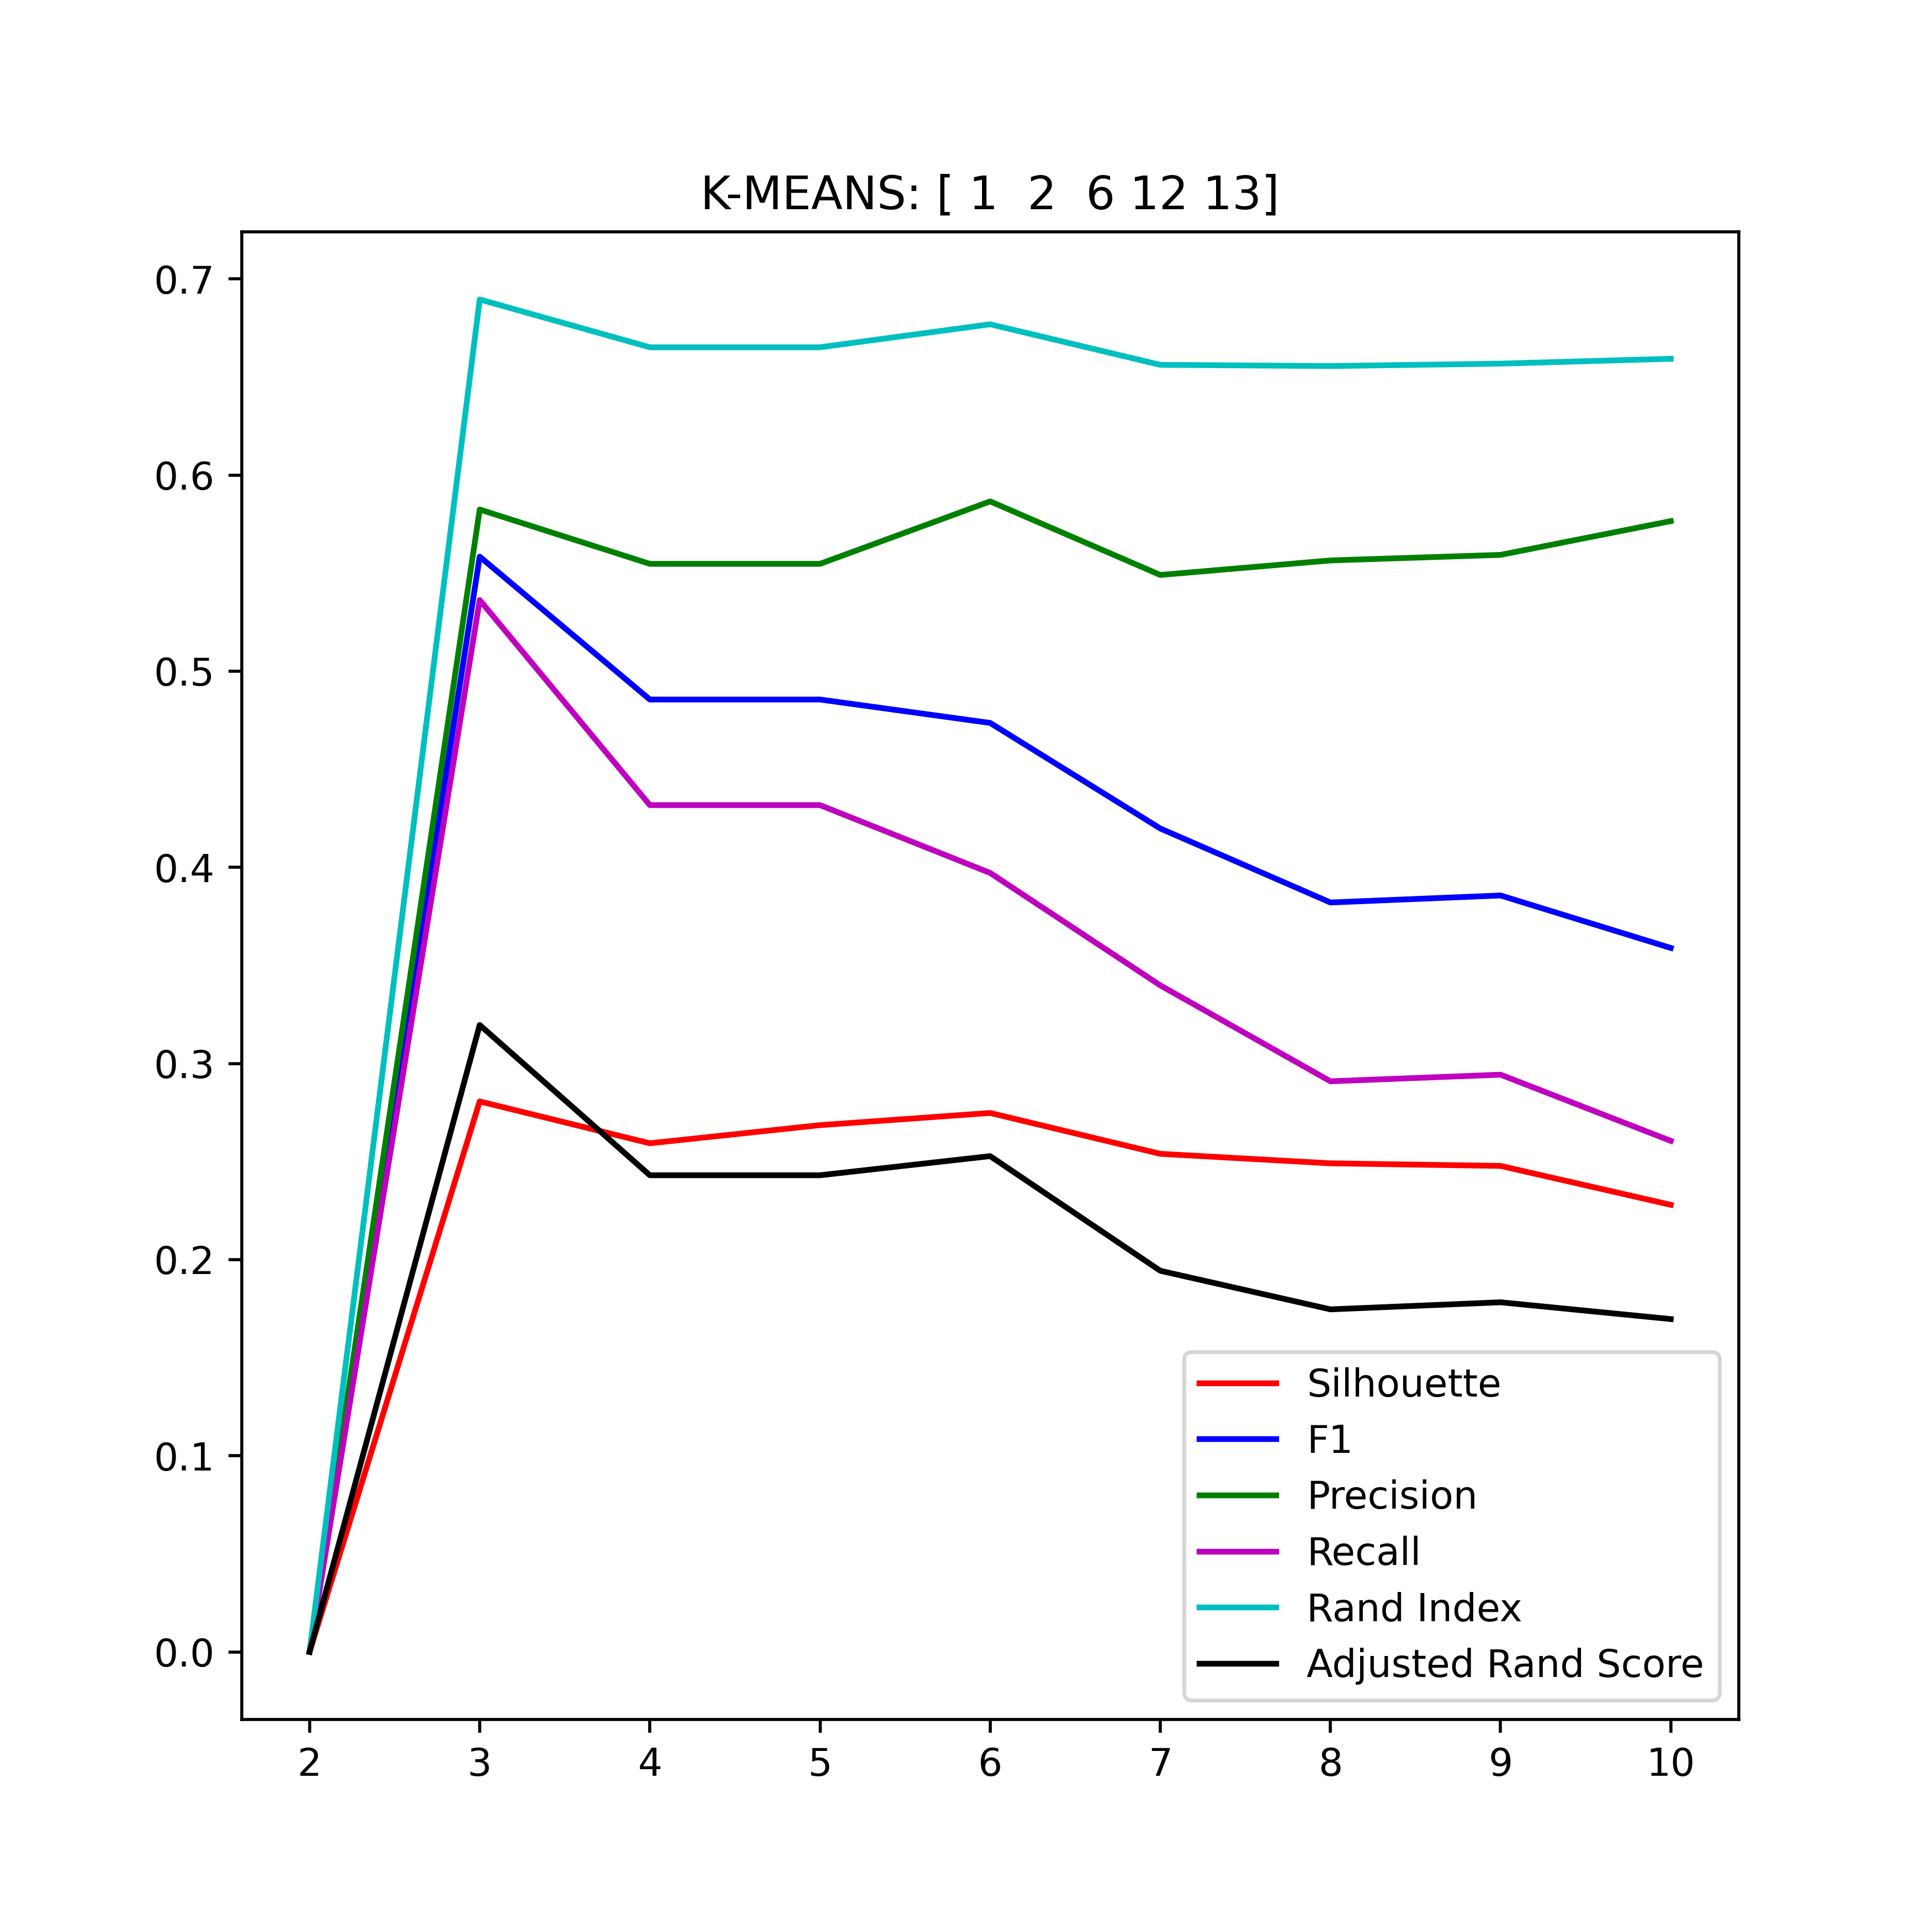 K-MEANS: [ 1  2  6 12 13]
0.7
0.6
0.5
0.4
0.3
0.2
0.1
0.0
Silhouette
F1
Precision
Recall
Rand Index
Adjusted Rand Score
2 3 4 5 6 7 8 9 10